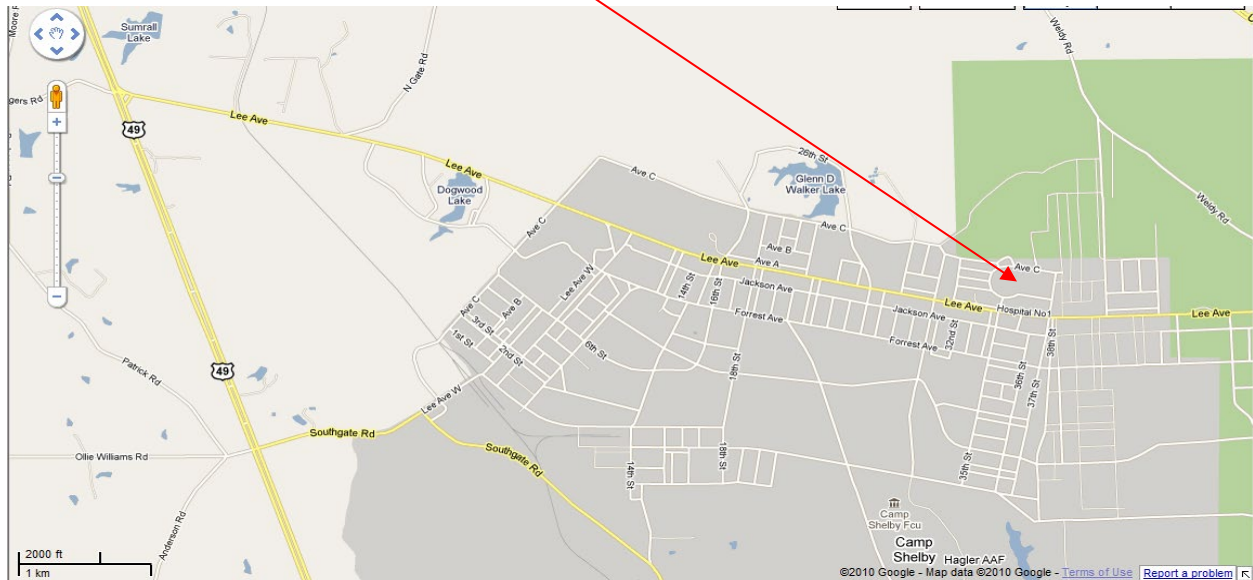 Moore R
Sumrall
Lake
Weldy Rd
N Gate Rd
gers Rd
Lee Ave
49
26th St
Lee Ave
Ave C
Dogwood
Lake
Glenn D
Walker Lake
Weldy Rd
Ave C
Ave C
Ave B
Ave A
Lee Ave
Lee Ave W
Ave C
14th St
16th St
Jackson Ave
Ave C
Ave B
Lee Ave
Hospital No1
Jackson Ave
Lee Ave
Forrest Ave
3rd St
1st St
2nd St
6th St
Forrest Ave
32nd St
38th St
Patrick Rd
49
18th St
36th St
37th St
Lee Ave W
Southgate Rd
Ollie Williams Rd
Southgate Rd
14th St
18th St
35th St
Anderson Rd
Camp
Shelby Fcu
Camp
Shelby
Hagler AAF
2000 ft
1 km
©2010 Google - Map data ©2010 Google - Terms of Use
Report a problem